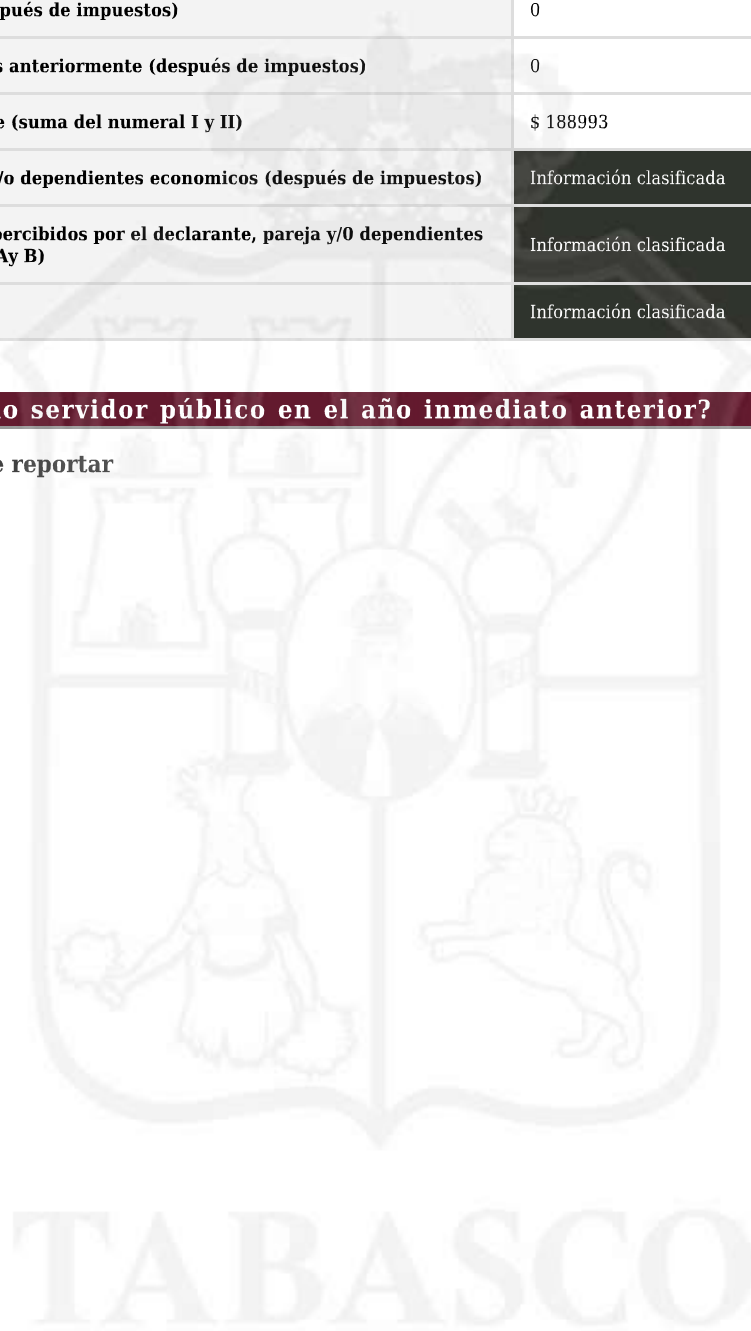 pués de impuestos) 0
s anteriormente (después de impuestos) 0
e (suma del numeral I y II) $ 188993
/o dependientes economicos (después de impuestos) Información clasificada
percibidos por el declarante, pareja y/0 dependientes
Ay B) Información clasificada
Información clasificada
o servidor público en el año inmediato anterior?
e reportar
TABASCO